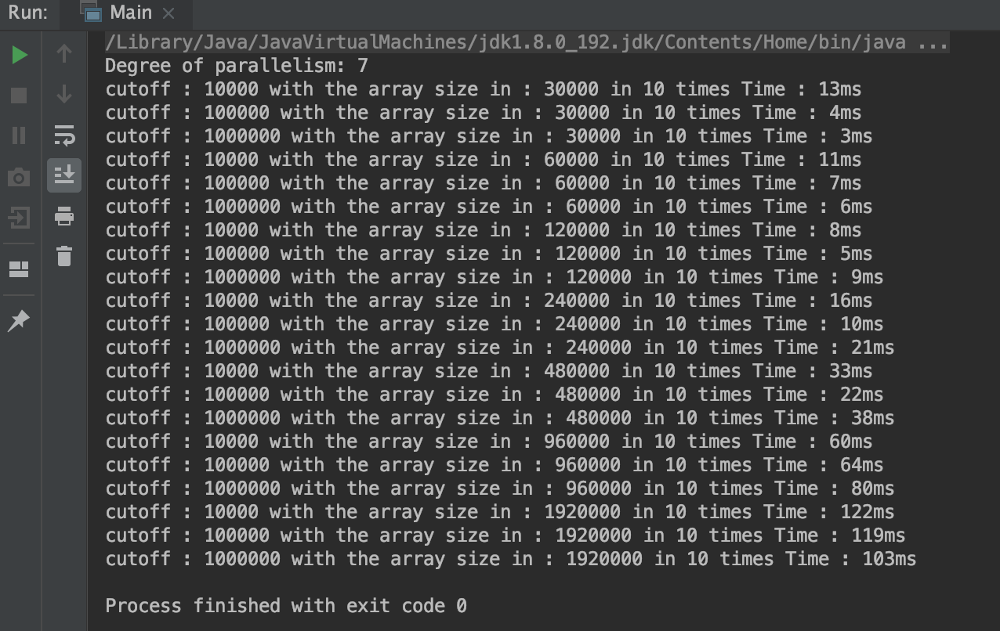 Run: Main
/Library/Java/JavaVirtualMachines/jdk1.8.0_192.jdk/Contents/Home/bin/java ...
Degree of parallelism: 7
cutoff : 10000 with the array size in : 30000 in 10 times Time : 13ms
cutoff : 100000 with the array size in : 30000 in 10 times Time : 4ms
cutoff : 1000000 with the array size in : 30000 in 10 times Time : 3ms
cutoff : 10000 with the array size in : 60000 in 10 times Time : 11ms
cutoff : 100000 with the array size in : 60000 in 10 times Time : 7ms
cutoff : 1000000 with the array size in : 60000 in 10 times Time : 6ms
cutoff : 10000 with the array size in : 120000 in 10 times Time : 8ms
cutoff : 100000 with the array size in : 120000 in 10 times Time : 5ms
cutoff : 1000000 with the array size in : 120000 in 10 times Time : 9ms
cutoff : 10000 with the array size in : 240000 in 10 times Time : 16ms
cutoff : 100000 with the array size in : 240000 in 10 times Time : 10ms
cutoff : 1000000 with the array size in : 240000 in 10 times Time : 21ms
cutoff : 10000 with the array size in : 480000 in 10 times Time : 33ms
cutoff : 100000 with the array size in : 480000 in 10 times Time : 22ms
cutoff : 1000000 with the array size in : 480000 in 10 times Time : 38ms
cutoff : 10000 with the array size in : 960000 in 10 times Time : 60ms
cutoff : 100000 with the array size in : 960000 in 10 times Time : 64ms
cutoff : 1000000 with the array size in : 960000 in 10 times Time : 80ms
cutoff : 10000 with the array size in : 1920000 in 10 times Time : 122ms
cutoff : 100000 with the array size in : 1920000 in 10 times Time : 119ms
cutoff : 1000000 with the array size in : 1920000 in 10 times Time : 103ms
Process finished with exit code 0